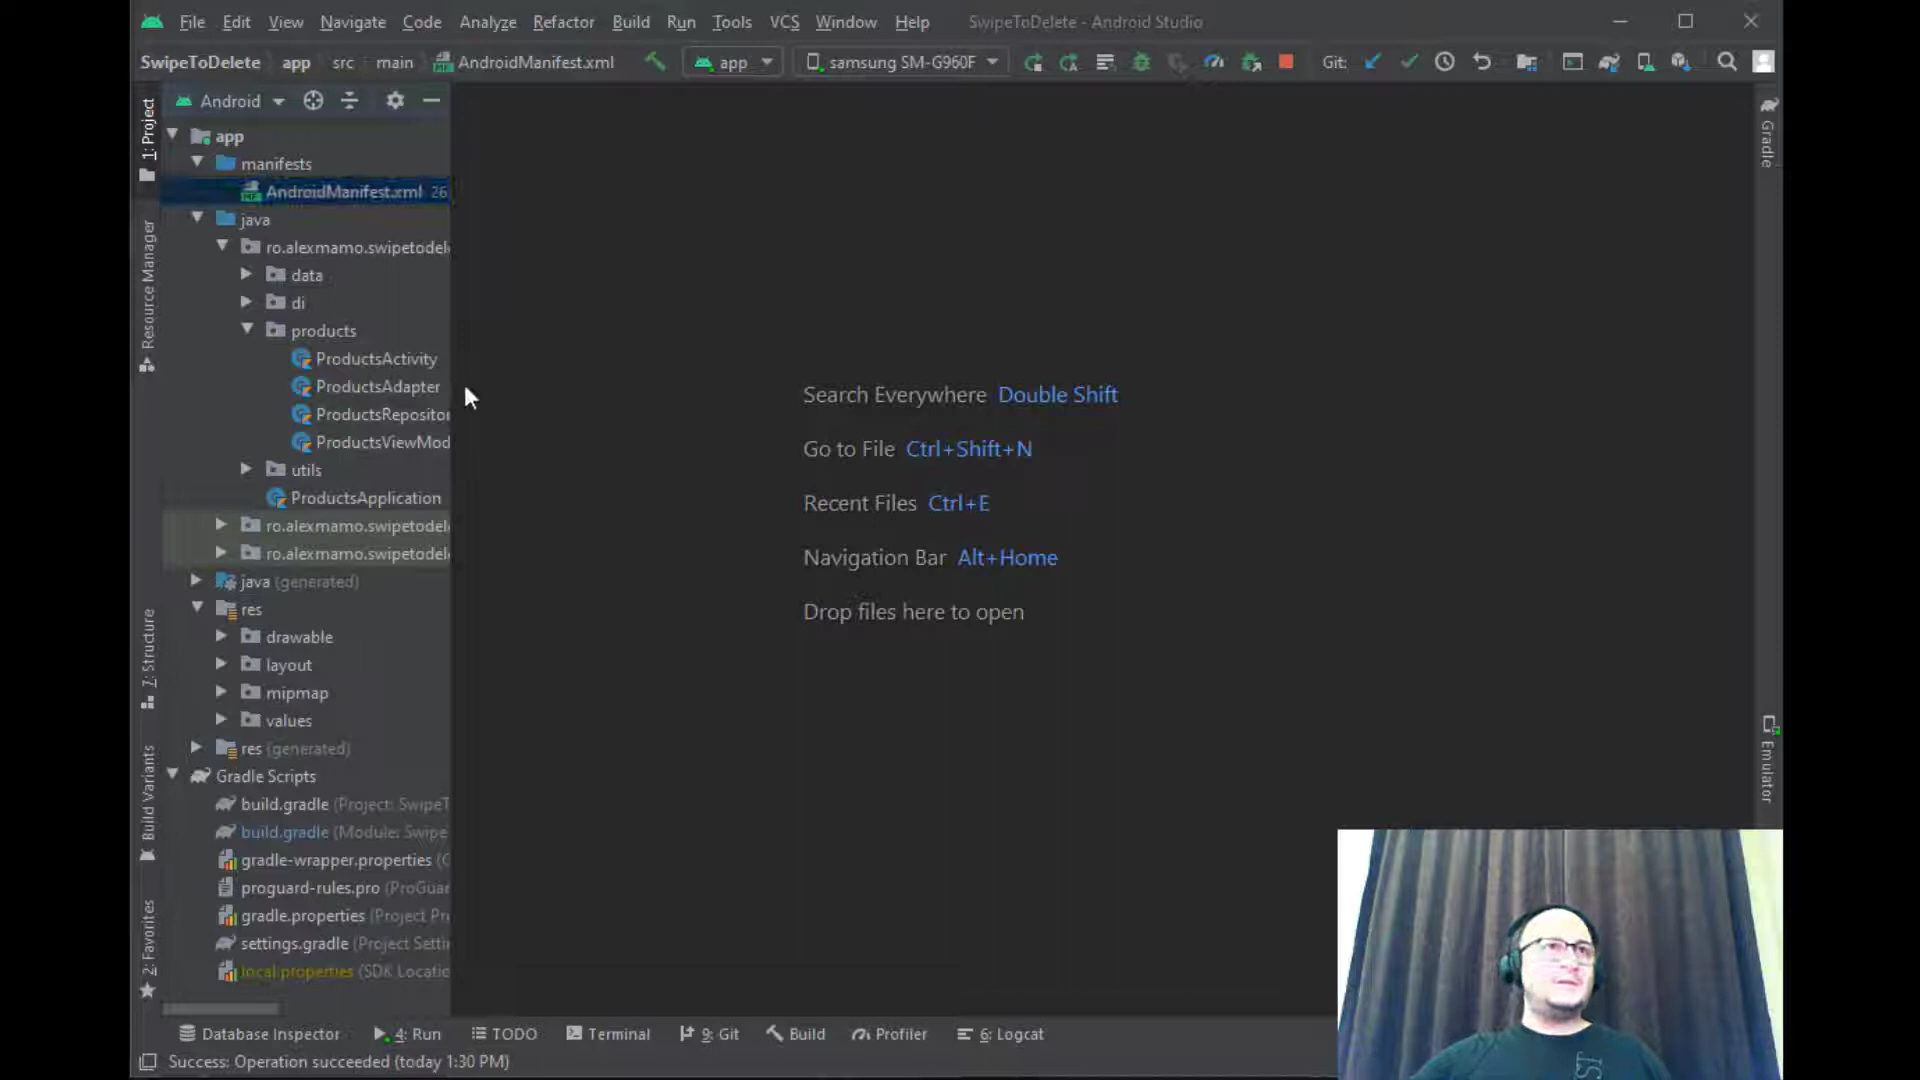 File Edit View Navigate Code Analyze Refactor Build Run Tools VCS Window Help SwipeToDelete - Android Studio
SwipeToDelete app src main AndroidManifest.xml app samsung SM-G960F Git:
Android
1: Project
Resource Manager
7: Structure
Build Variants
2: Favorites
app
manifests
AndroidManifest.xml 26
java
ro.alexmamo.swipetodel
data
di
products
ProductsActivity
ProductsAdapter
ProductsRepositor
ProductsViewMod
utils
ProductsApplication
ro.alexmamo.swipetodel
ro.alexmamo.swipetodel
java (generated)
res
drawable
layout
mipmap
values
res (generated)
Gradle Scripts
build.gradle (Project: SwipeT
build.gradle (Module: Swipe
gradle-wrapper.properties (G
proguard-rules.pro (ProGuar
gradle.properties (Project Pr
settings.gradle (Project Setti
local.properties (SDK Locatio
Search Everywhere Double Shift
Go to File Ctrl+Shift+N
Recent Files Ctrl+E
Navigation Bar Alt+Home
Drop files here to open
Gradle
Emulator
Database Inspector 4: Run TODO Terminal 9: Git Build Profiler 6: Logcat
Success: Operation succeeded (today 1:30 PM)